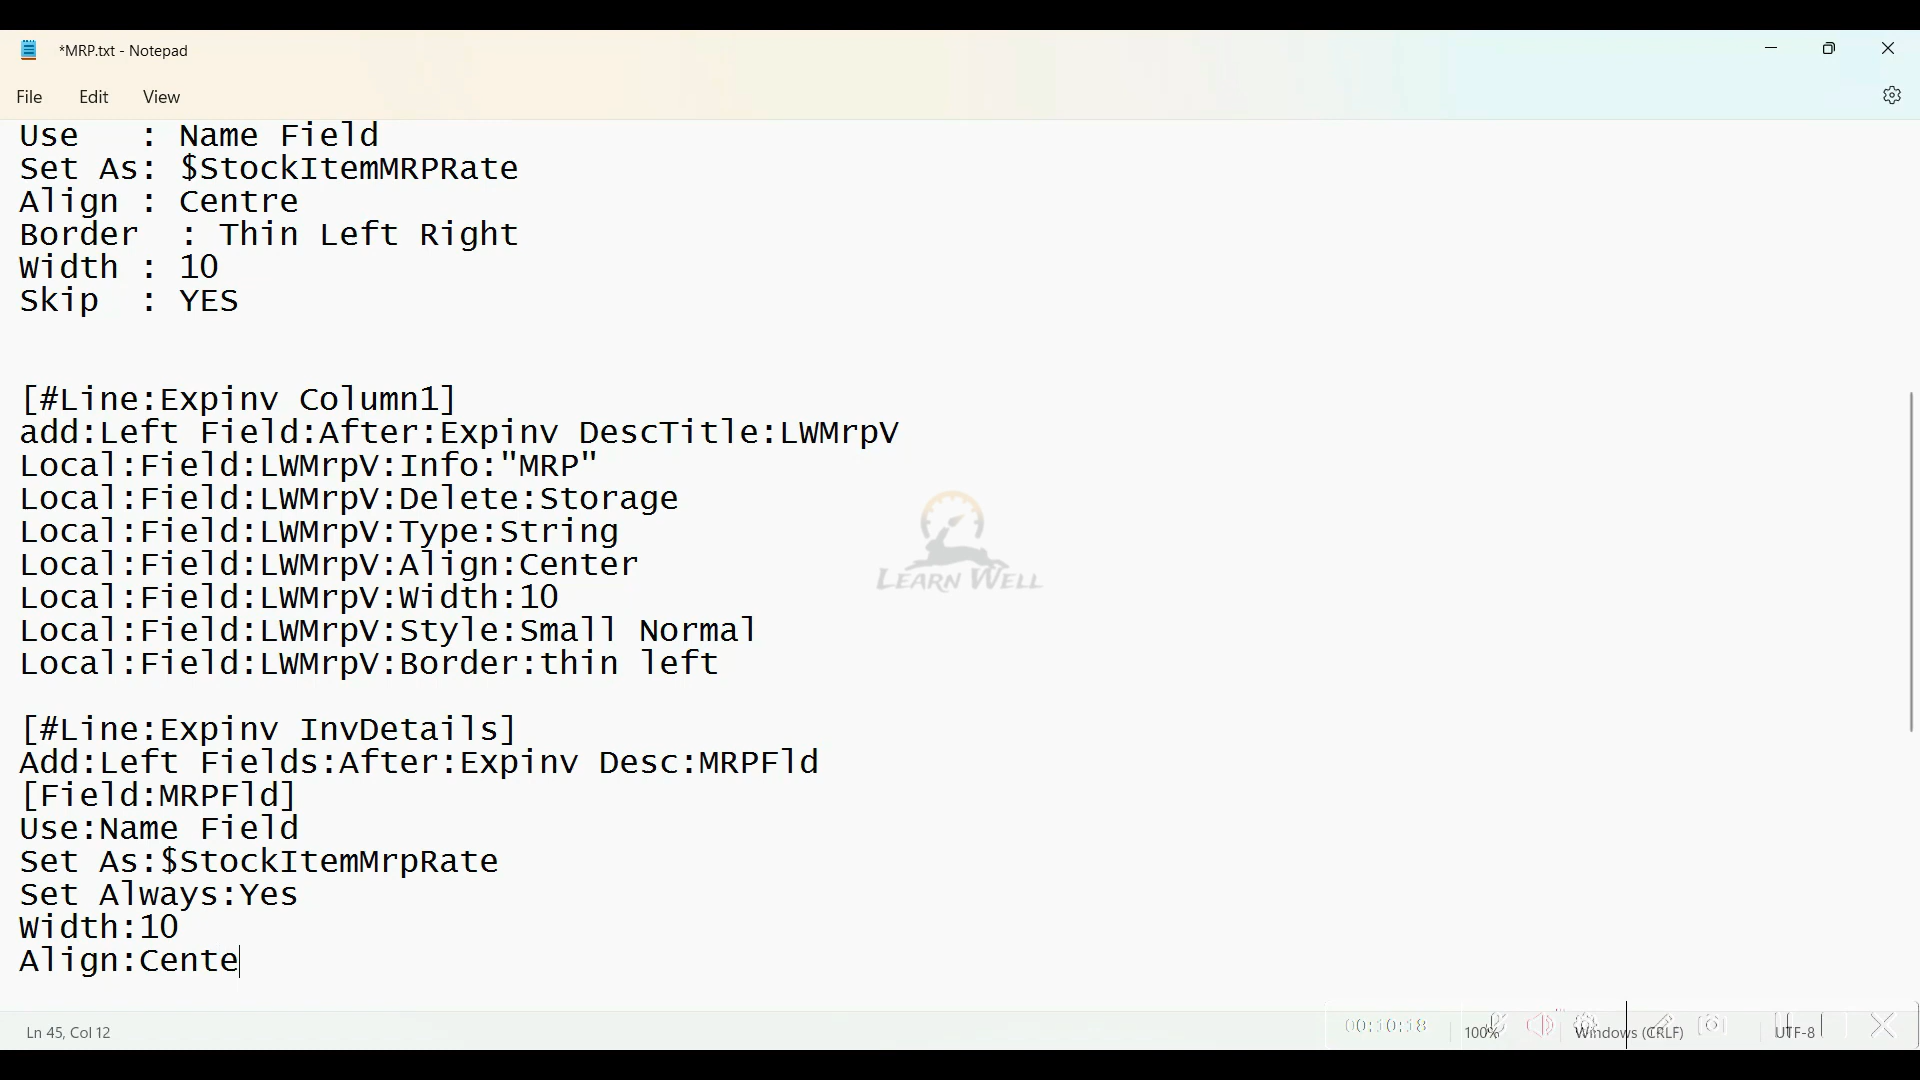 *MRP.txt - Notepad
File Edit View
Use   : Name Field
Set As: $StockItemMRPRate
Align : Centre
Border  : Thin Left Right
Width : 10
Skip  : YES
[#Line:Expinv Column1]
add:Left Field:After:Expinv DescTitle:LWMrpV
Local:Field:LWMrpV:Info:"MRP"
Local:Field:LWMrpV:Delete:Storage
Local:Field:LWMrpV:Type:String
Local:Field:LWMrpV:Align:Center
Local:Field:LWMrpV:Width:10
Local:Field:LWMrpV:Style:Small Normal
Local:Field:LWMrpV:Border:thin left
LEARN WELL
[#Line:Expinv InvDetails]
Add:Left Fields:After:Expinv Desc:MRPFld
[Field:MRPFld]
Use:Name Field
Set As:$StockItemMrpRate
Set Always:Yes
Width:10
Align:Cente
Ln 45, Col 12 00:10:18 100% Windows (CRLF) UTF-8